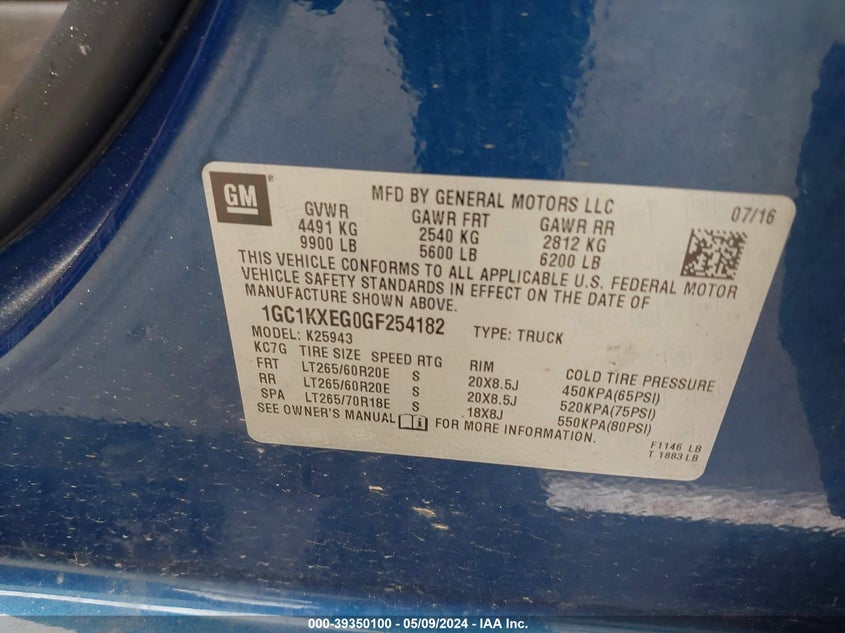 GM
MFD BY GENERAL MOTORS LLC 07/16
GVWR GAWR FRT GAWR RR
4491 KG 2540 KG 2812 KG
9900 LB 5600 LB 6200 LB
THIS VEHICLE CONFORMS TO ALL APPLICABLE U.S. FEDERAL MOTOR
VEHICLE SAFETY STANDARDS IN EFFECT ON THE DATE OF
MANUFACTURE SHOWN ABOVE.
1GC1KXEG0GF254182 TYPE: TRUCK
MODEL: K25943
KC7G TIRE SIZE SPEED RTG RIM COLD TIRE PRESSURE
FRT LT265/60R20E S 20X8.5J 450KPA(65PSI)
RR LT265/60R20E S 20X8.5J 520KPA(75PSI)
SPA LT265/70R18E S 18X8J 550KPA(80PSI)
SEE OWNER'S MANUAL FOR MORE INFORMATION.
F1146 LB
T 1883 LB
000-39350100 - 05/09/2024 - IAA Inc.